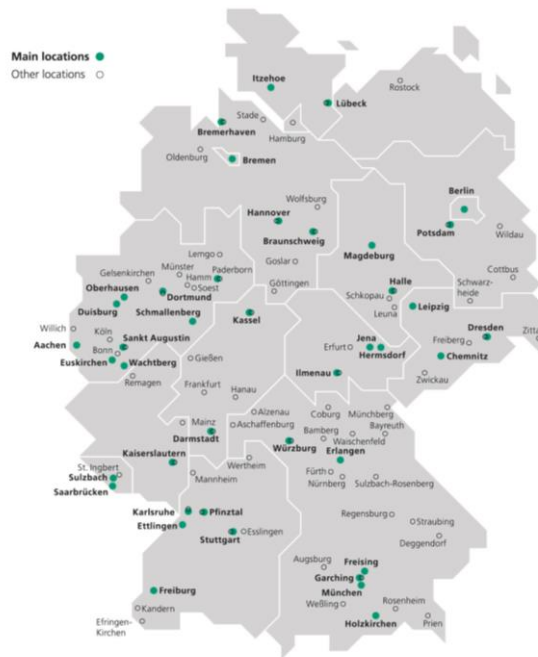 Main locations
Other locations
Rostock
Itzehoe
Lübeck
Stade
Bremerhaven
Hamburg
Oldenburg
Bremen
Berlin
Wolfsburg
Hannover
Potsdam
Wildau
Braunschweig
Magdeburg
Lemgo
Goslar
Münster
Paderborn
Gelsenkirchen
Hamm
Cottbus
Oberhausen
Soest
Göttingen
Halle
Schwarz-
heide
Dortmund
Schkopau
Duisburg
Leuna
Leipzig
Schmallenberg
Kassel
Willich
Köln
Dresden
Sankt Augustin
Jena
Freiberg
Aachen
Bonn
Erfurt
Hermsdorf
Chemnitz
Euskirchen
Wachtberg
Gießen
Ilmenau
Zwickau
Remagen
Frankfurt
Hanau
Alzenau
Coburg
Münchberg
Mainz
Aschaffenburg
Bayreuth
Darmstadt
Bamberg
Waischenfeld
Würzburg
Kaiserslautern
Erlangen
Wertheim
St. Ingbert
Mannheim
Fürth
Sulzbach
Nürnberg
Sulzbach-Rosenberg
Saarbrücken
Karlsruhe
Pfinztal
Regensburg
Straubing
Ettlingen
Esslingen
Stuttgart
Deggendorf
Augsburg
Freising
Garching
München
Freiburg
Weßling
Rosenheim
Kandern
Efringen-
Kirchen
Holzkirchen
Prien